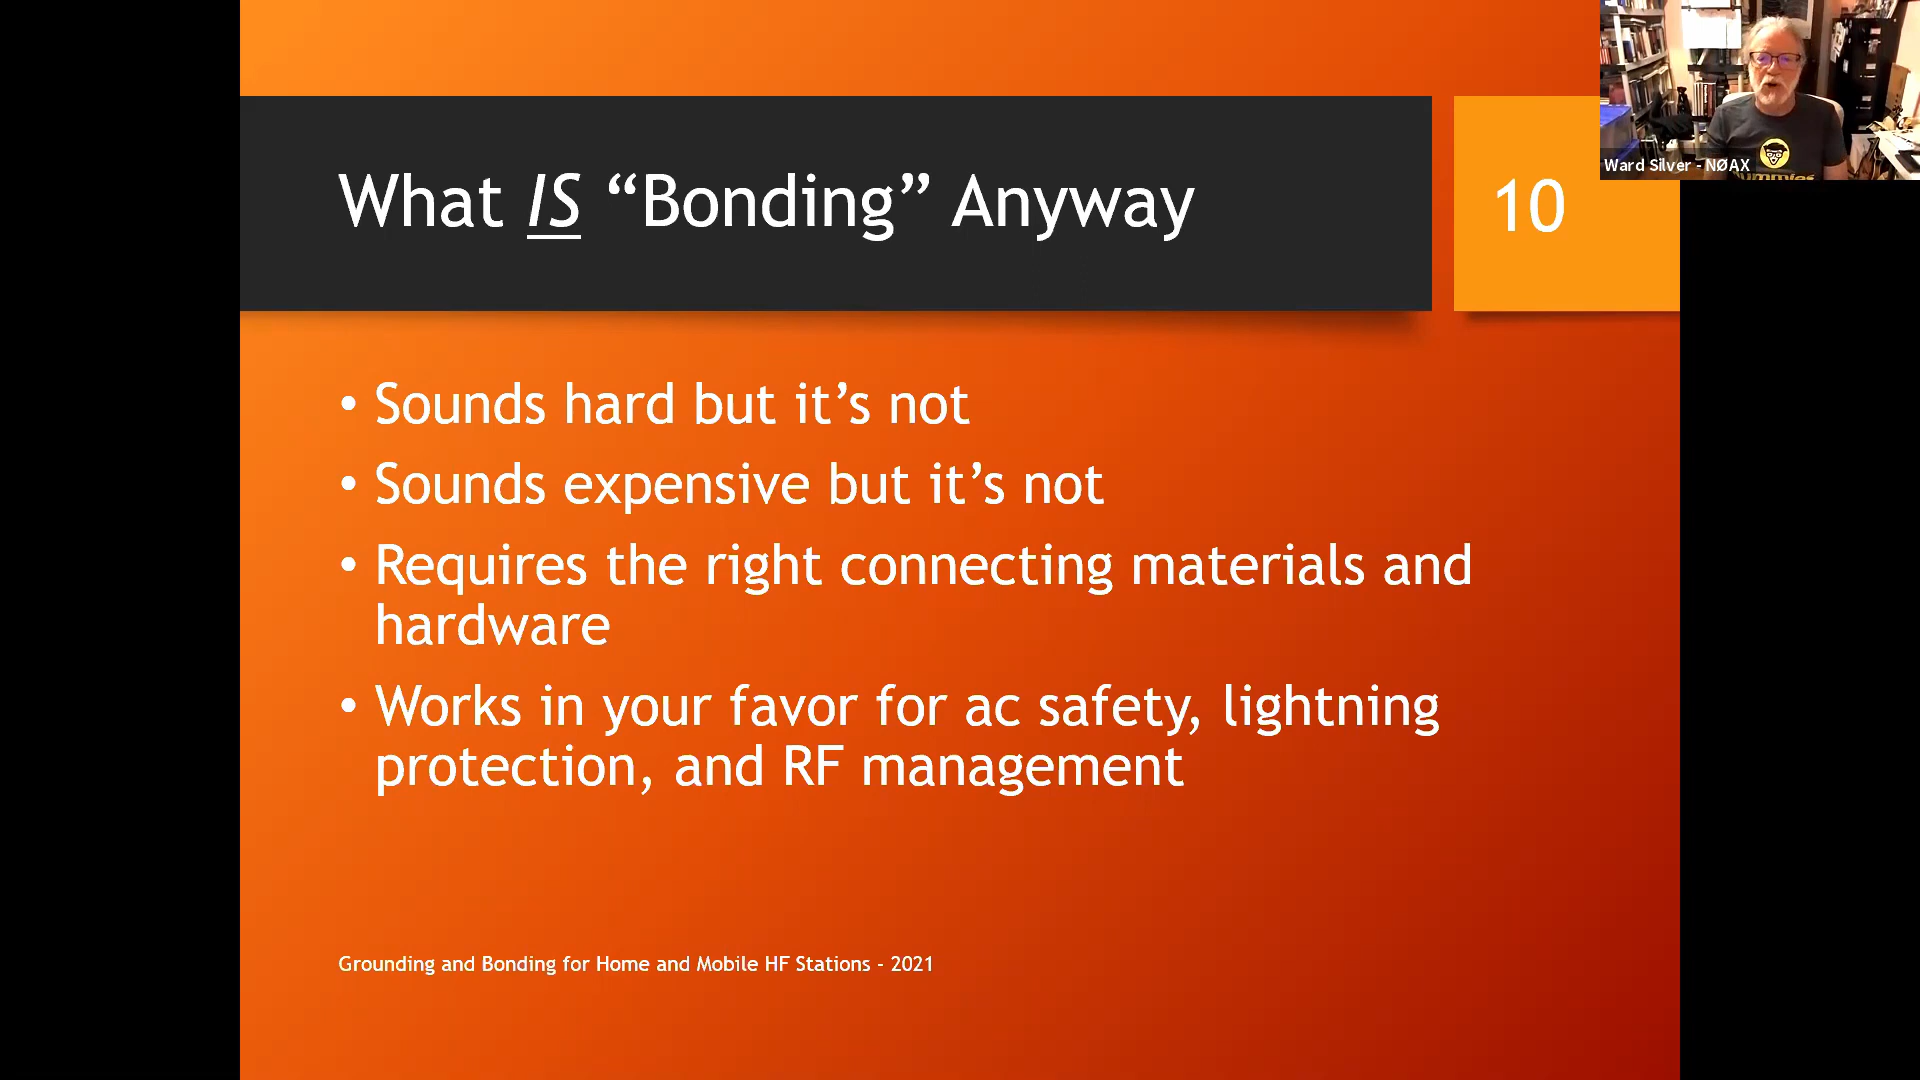 What IS “Bonding” Anyway
10
Ward Silver - NØAX
• Sounds hard but it’s not
• Sounds expensive but it’s not
• Requires the right connecting materials and
hardware
• Works in your favor for ac safety, lightning
protection, and RF management
Grounding and Bonding for Home and Mobile HF Stations - 2021